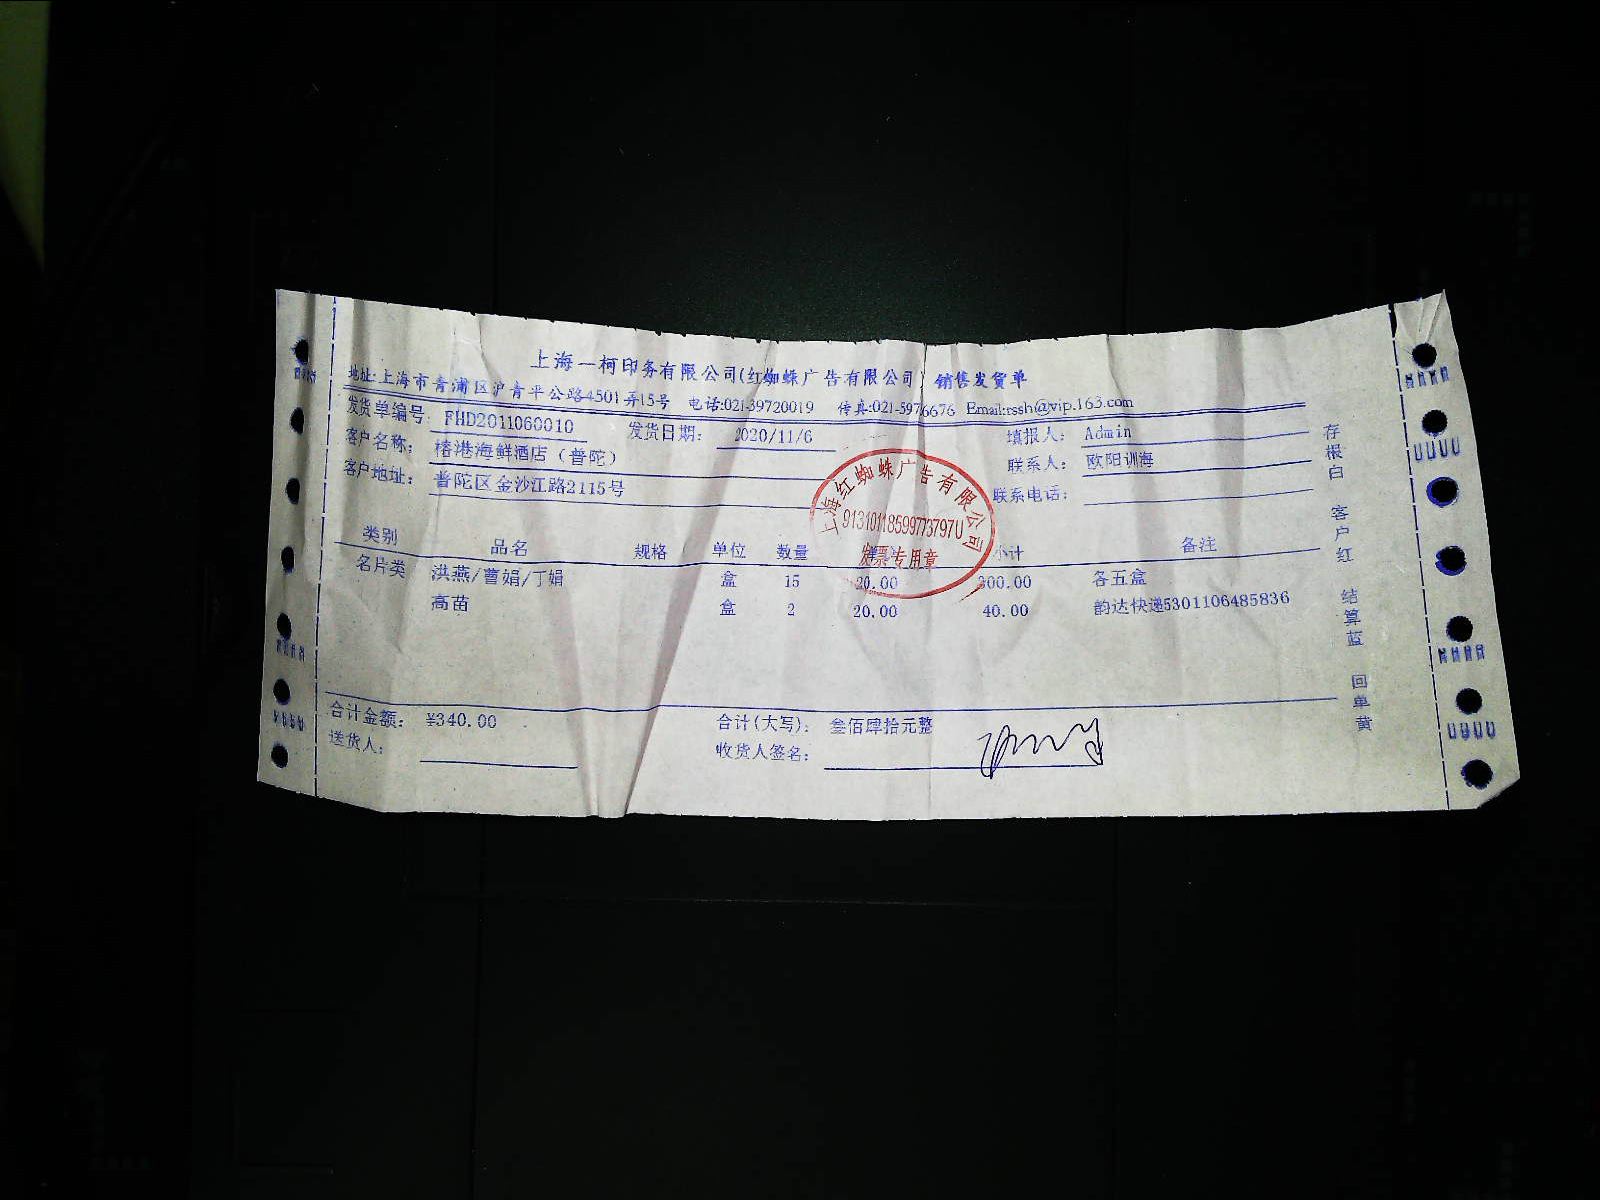 上海一柯印务有限公司(红蜘蛛广告有限公司) 销售发货单
地址:上海市青浦区沪青平公路4501弄15号 电话:021-39720019 传真:021-5976676 Email:rssh@vip.163.com
发货单编号: FHD2011060010 发货日期: 2020/11/6 填报人: Admin
客户名称: 椿港海鲜酒店（普陀） 联系人: 欧阳训海
客户地址: 普陀区金沙江路2115号 联系电话:
上海红蜘蛛广告有限公司
91310118599773797U
发票专用章
类别 品名 规格 单位 数量 小计 备注
名片类 洪燕/曹娟/丁娟 盒 15 20.00 300.00 各五盒
高苗 盒 2 20.00 40.00 韵达快递5301106485836
合计金额: ¥340.00 合计(大写): 叁佰肆拾元整
送货人: 收货人签名:
存根白 客户红 结算蓝 回单黄